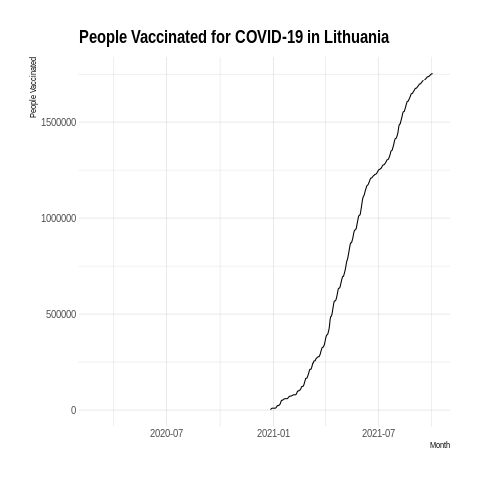 People Vaccinated for COVID-19 in Lithuania
People Vaccinated
1500000
1000000
500000
0
2020-07
2021-01
2021-07
Month